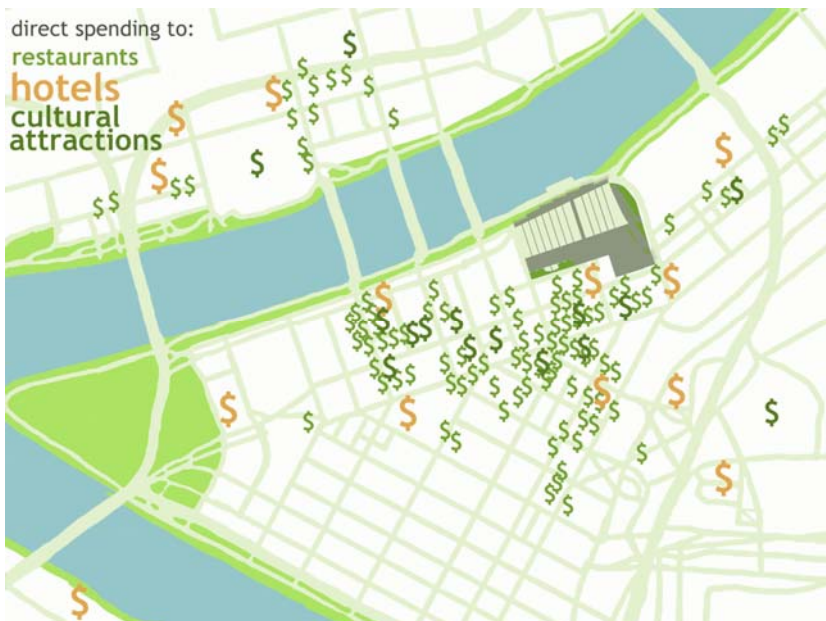 direct spending to:
restaurants
hotels
cultural
attractions